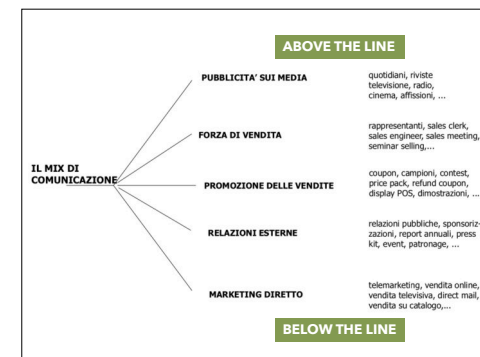 ABOVE THE LINE
PUBBLICITA’ SUI MEDIA
quotidiani, riviste
televisione, radio,
cinema, affissioni, ...
FORZA DI VENDITA
rappresentanti, sales clerk,
sales engineer, sales meeting,
seminar selling,...
IL MIX DI
COMUNICAZIONE
PROMOZIONE DELLE VENDITE
coupon, campioni, contest,
price pack, refund coupon,
display POS, dimostrazioni, ...
RELAZIONI ESTERNE
relazioni pubbliche, sponsoriz-
zazioni, report annuali, press
kit, event, patronage, ...
MARKETING DIRETTO
telemarketing, vendita online,
vendita televisiva, direct mail,
vendita su catalogo,...
BELOW THE LINE